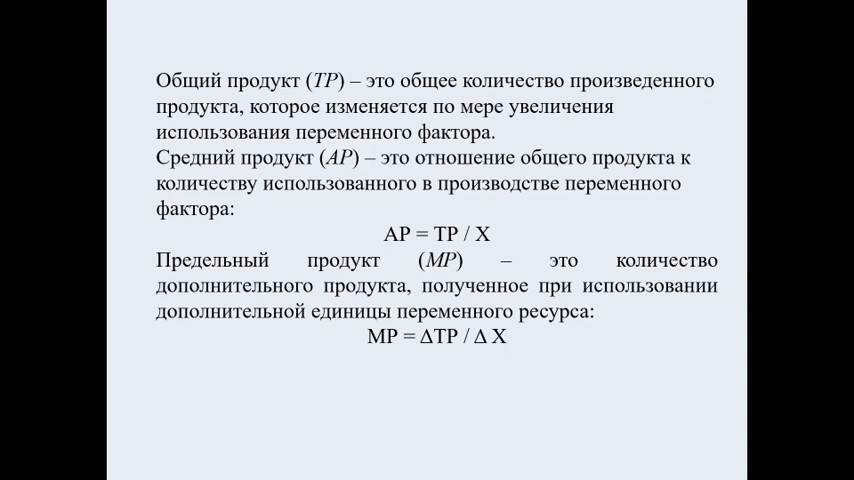 Общий продукт (TP) – это общее количество произведенного
продукта, которое изменяется по мере увеличения
использования переменного фактора.
Средний продукт (AP) – это отношение общего продукта к
количеству использованного в производстве переменного
фактора:
AP = TP / X
Предельный продукт (MP) – это количество
дополнительного продукта, полученное при использовании
дополнительной единицы переменного ресурса:
MP = ΔTP / Δ X